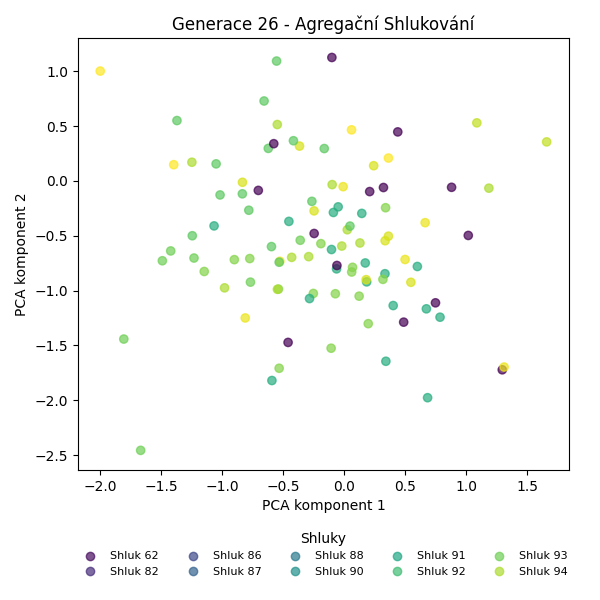 Generace 26 - Agregační Shlukování
PCA komponent 2
1.0
0.5
0.0
−0.5
−1.0
−1.5
−2.0
−2.5
−2.0 −1.5 −1.0 −0.5 0.0 0.5 1.0 1.5
PCA komponent 1
Shluky
Shluk 62 Shluk 86 Shluk 88 Shluk 91 Shluk 93
Shluk 82 Shluk 87 Shluk 90 Shluk 92 Shluk 94